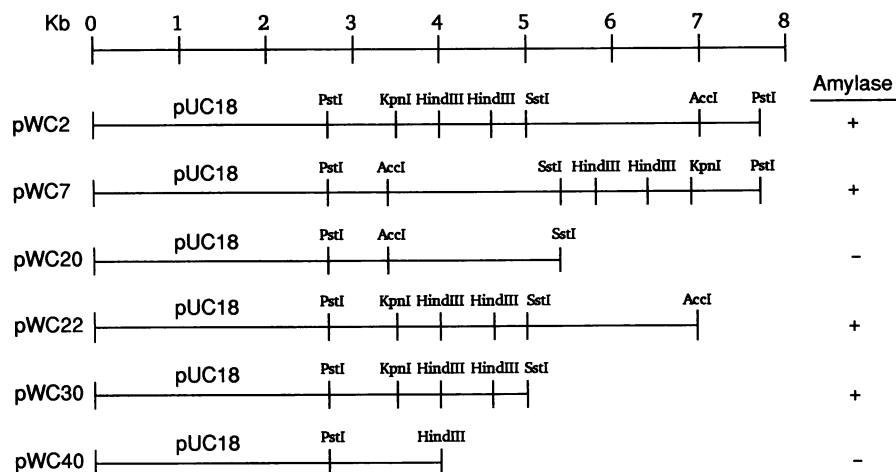 Kb 0 1 2 3 4 5 6 7 8
Amylase
pUC18 PstI KpnI HindIII HindIII SstI AccI PstI
pWC2 +
pUC18 PstI AccI SstI HindIII HindIII KpnI PstI
pWC7 +
pUC18 PstI AccI SstI
pWC20 −
pUC18 PstI KpnI HindIII HindIII SstI AccI
pWC22 +
pUC18 PstI KpnI HindIII HindIII SstI
pWC30 +
pUC18 PstI HindIII
pWC40 −